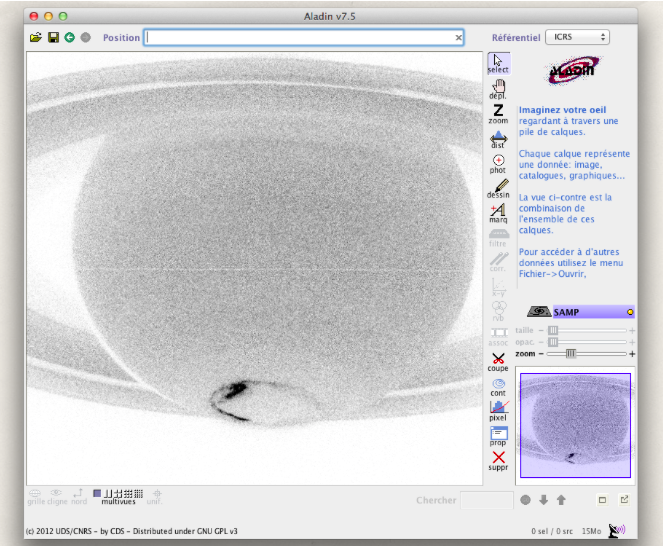 Aladin v7.5
Position
Référentiel ICRS
select
dépl.
zoom
dist
phot
dessin
marq
filtre
corr.
x-y
rvb
assoc
coupe
cont
pixel
prop
suppr
Aladin
Imaginez votre oeil
regardant à travers une
pile de calques.
Chaque calque représente
une donnée: image,
catalogues, graphiques...
La vue ci-contre est la
combinaison de
l'ensemble de ces
calques.
Pour accéder à d'autres
données utilisez le menu
Fichier->Ouvrir,
SAMP
taille - +
opac. - +
zoom - +
grille cligne nord multivues unif.
Chercher
(c) 2012 UDS/CNRS - by CDS - Distributed under GNU GPL v3
0 sel / 0 src 15Mo